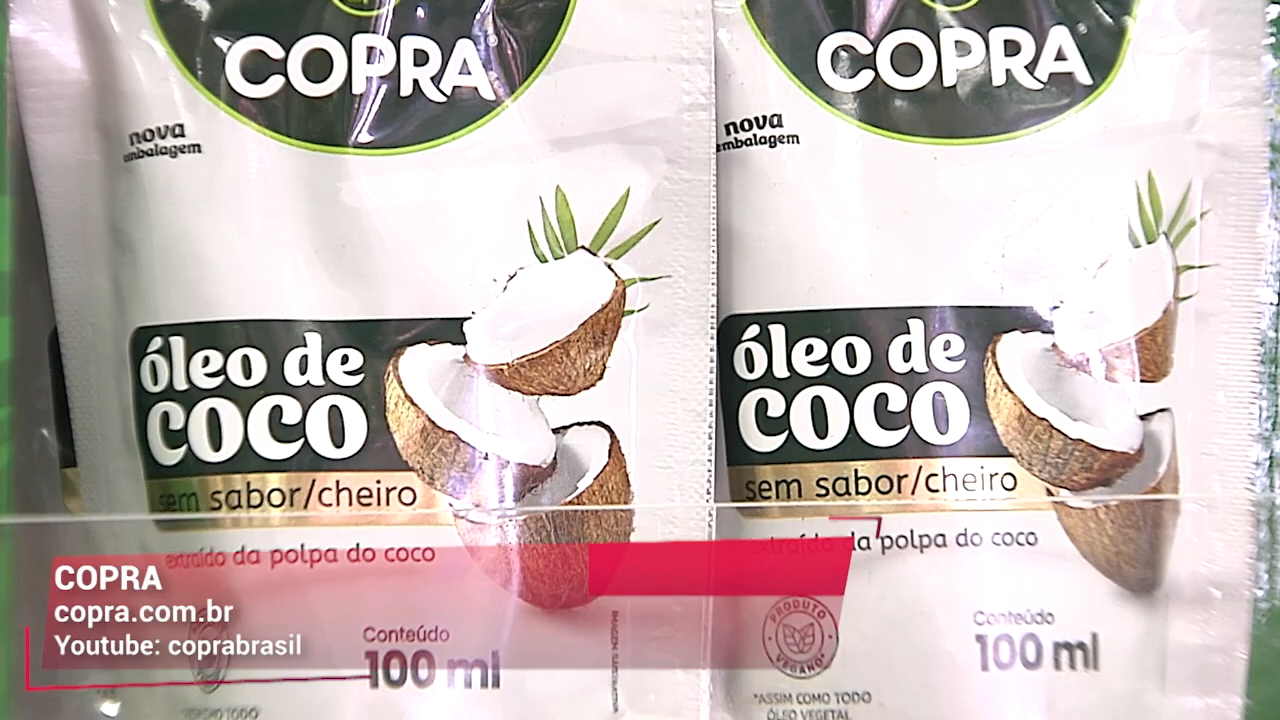 COPRA
nova
embalagem
óleo de
coco
sem sabor/cheiro
extraído da polpa do coco
Conteúdo
100 ml
COPRA
nova
embalagem
óleo de
coco
sem sabor/cheiro
extraído da polpa do coco
PRODUTO
VEGANO*
Conteúdo
100 ml
*ASSIM COMO TODO
ÓLEO VEGETAL
COPRA
copra.com.br
Youtube: coprabrasil